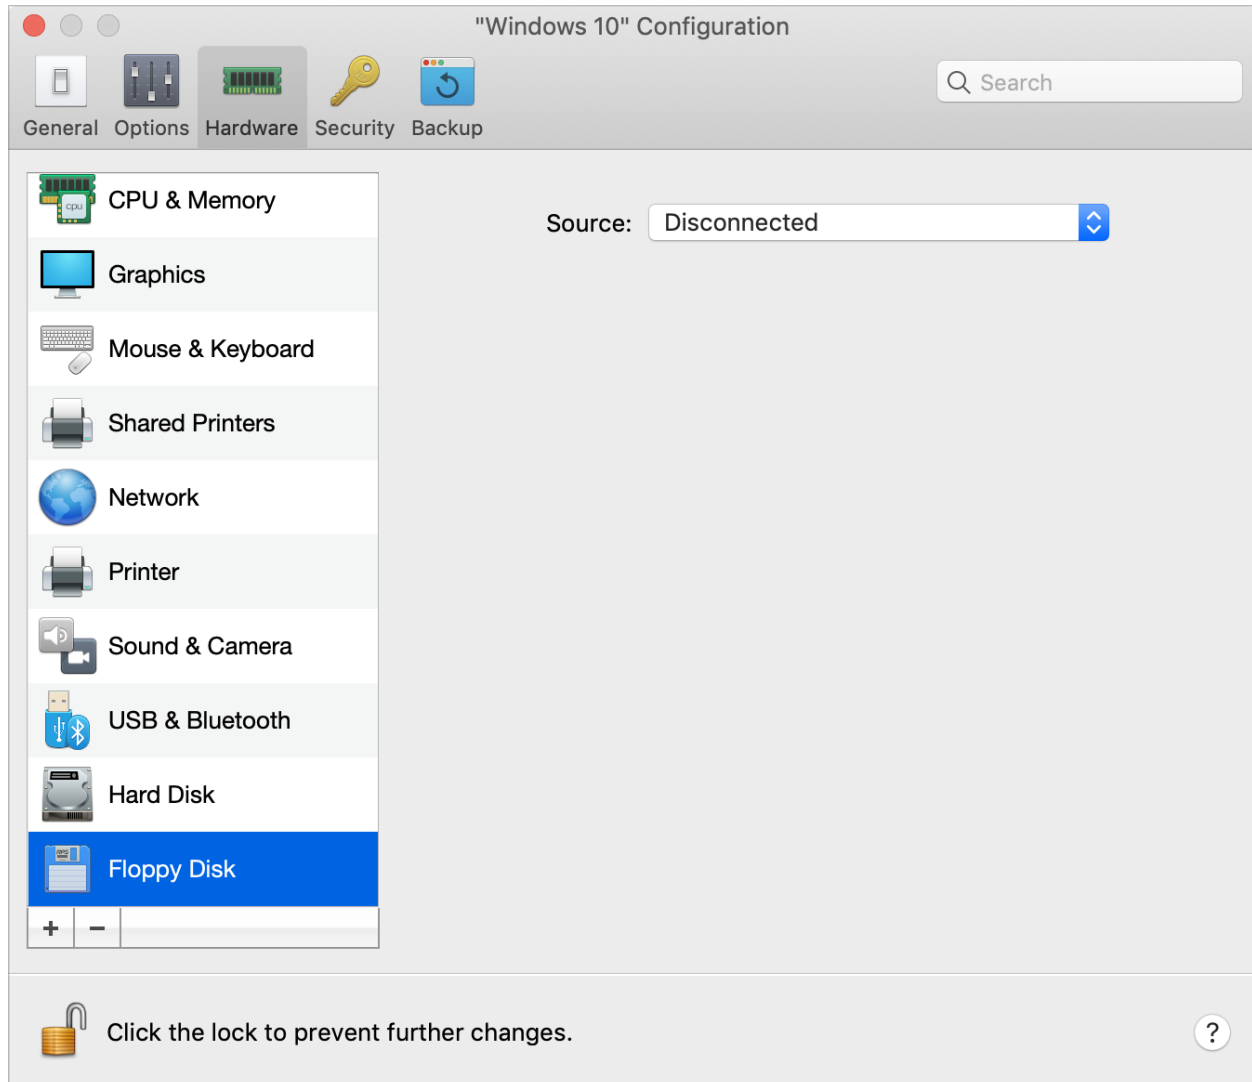 "Windows 10" Configuration
General Options Hardware Security Backup
Search
CPU & Memory
Source: Disconnected
Graphics
Mouse & Keyboard
Shared Printers
Network
Printer
Sound & Camera
USB & Bluetooth
Hard Disk
Floppy Disk
+ −
Click the lock to prevent further changes.
?
cpu